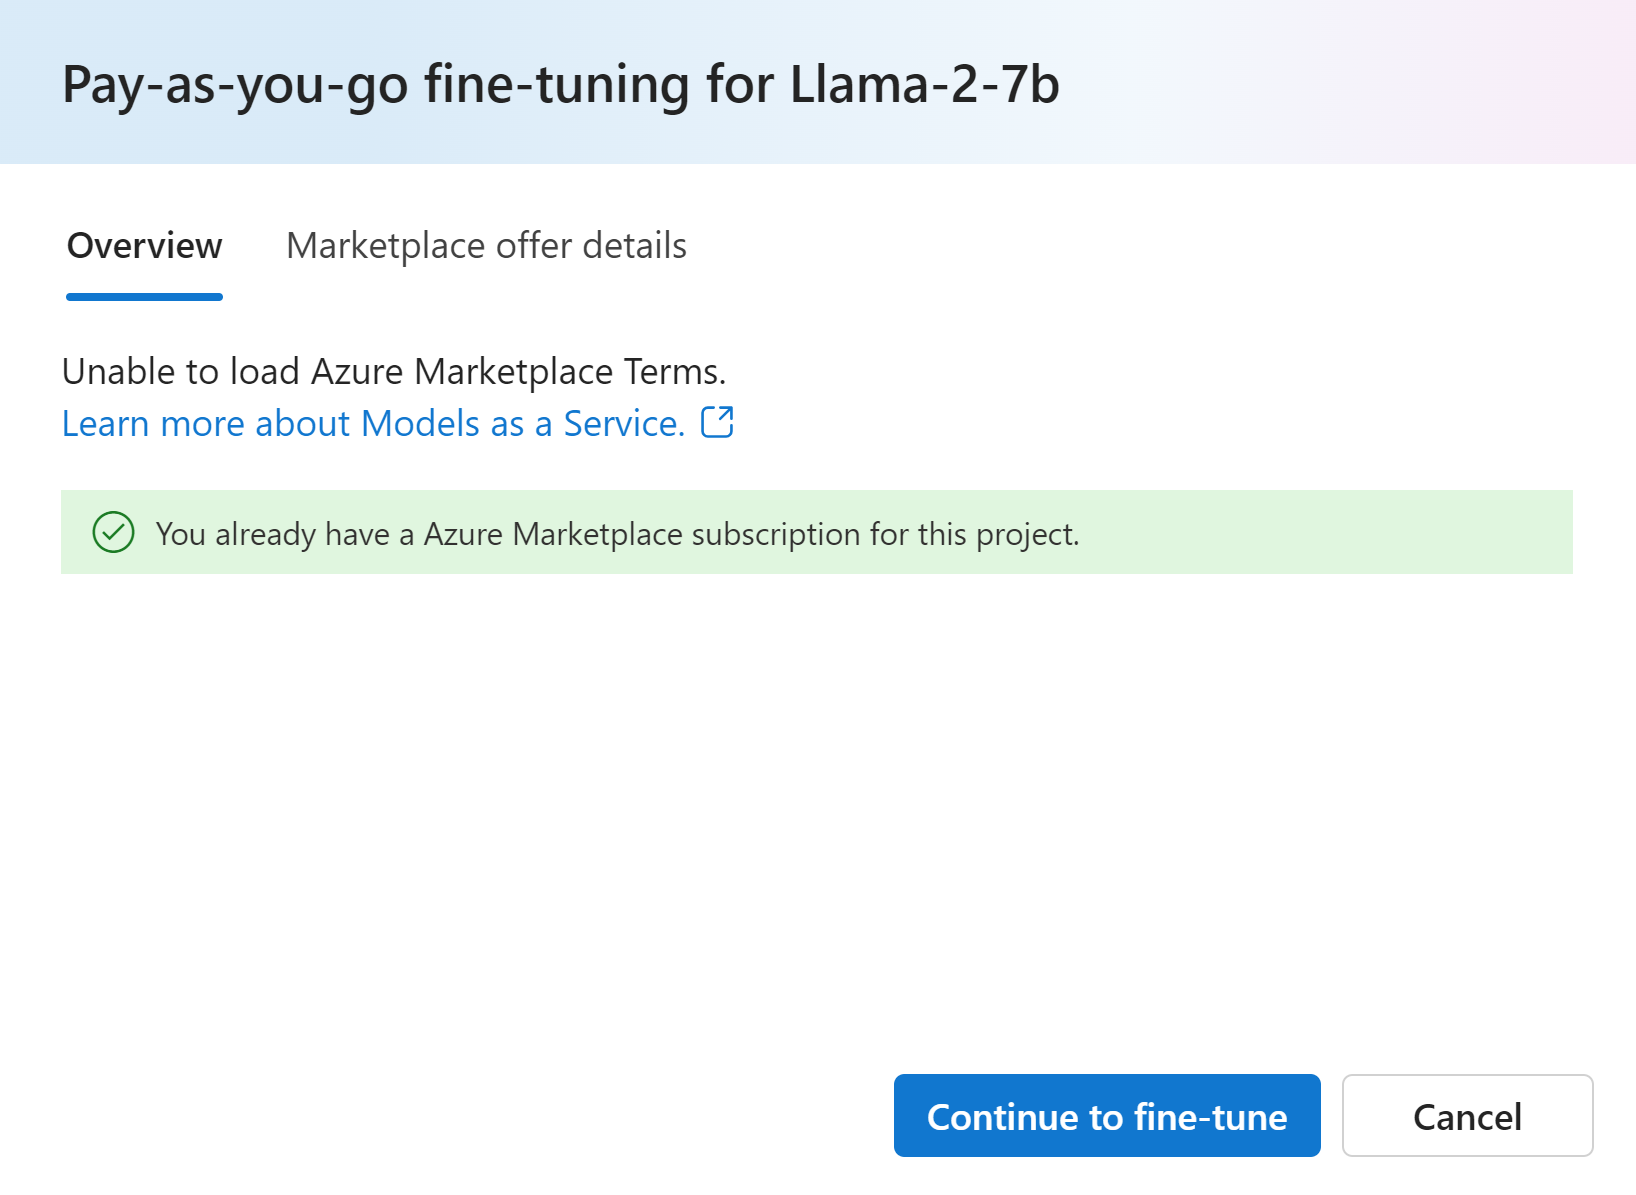 Pay-as-you-go fine-tuning for Llama-2-7b
Overview
Marketplace offer details
Unable to load Azure Marketplace Terms.
Learn more about Models as a Service.
You already have a Azure Marketplace subscription for this project.
Continue to fine-tune
Cancel